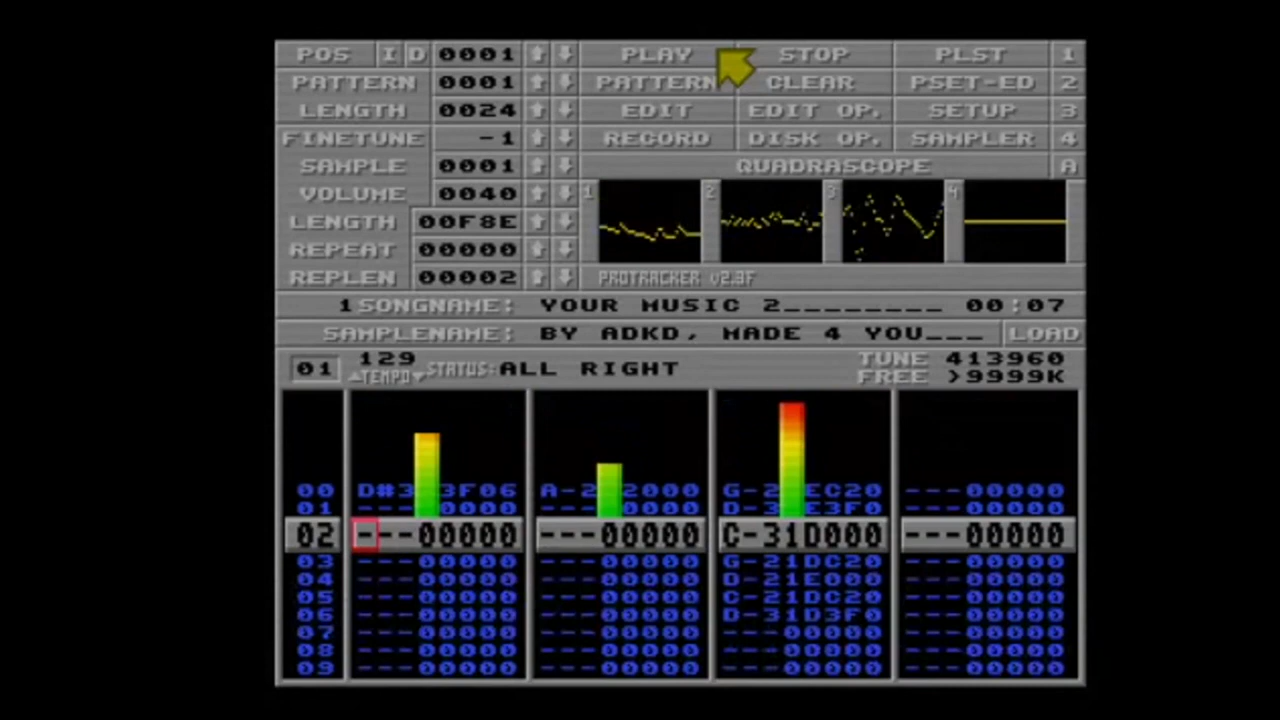 POS I D 0001 PLAY STOP PLST 1
PATTERN 0001 PATTERN CLEAR PSET-ED 2
LENGTH 0024 EDIT EDIT OP. SETUP 3
FINETUNE -1 RECORD DISK OP. SAMPLER 4
SAMPLE 0001 QUADRASCOPE A
VOLUME 0040 1 2 3 4
LENGTH 00F8E
REPEAT 00000
REPLEN 00002 PROTRACKER V2.3F
1 SONGNAME: YOUR MUSIC 2________ 00:07
SAMPLENAME: BY ADKD, MADE 4 YOU___ LOAD
01 129 TEMPO STATUS: ALL RIGHT TUNE 413960
FREE >9999K
00 D#3 3F06 A-2 2000 G-2 EC20 ---00000
01 --- 0000 --- 0000 D-3 E3F0 ---00000
02 ---00000 ---00000 C-31D000 ---00000
03 ---00000 ---00000 G-21DC20 ---00000
04 ---00000 ---00000 D-21E000 ---00000
05 ---00000 ---00000 C-21DC20 ---00000
06 ---00000 ---00000 D-31D3F0 ---00000
07 ---00000 ---00000 ---00000 ---00000
08 ---00000 ---00000 ---00000 ---00000
09 ---00000 ---00000 ---00000 ---00000